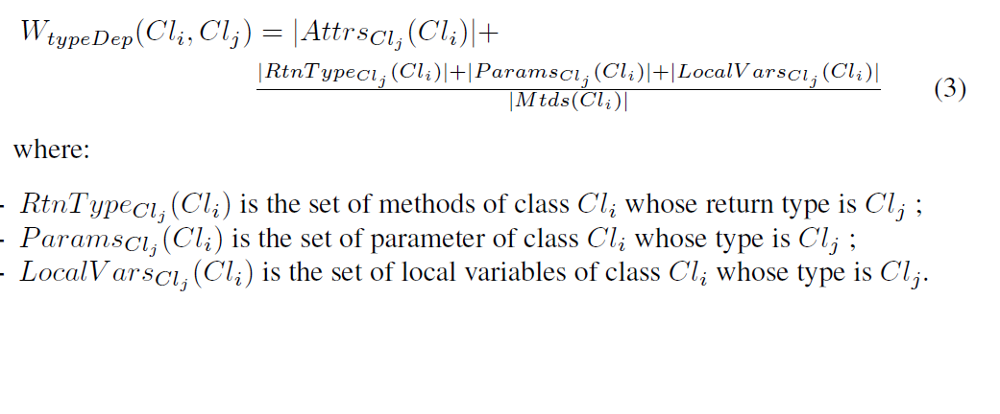 W_{typeDep}(Cl_i, Cl_j) = |Attrs_{Cl_j}(Cl_i)|+
\frac{|RtnType_{Cl_j}(Cl_i)|+|Params_{Cl_j}(Cl_i)|+|LocalVars_{Cl_j}(Cl_i)|}{|Mtds(Cl_i)|} (3)
where:
- RtnType_{Cl_j}(Cl_i) is the set of methods of class Cl_i whose return type is Cl_j ;
- Params_{Cl_j}(Cl_i) is the set of parameter of class Cl_i whose type is Cl_j ;
- LocalVars_{Cl_j}(Cl_i) is the set of local variables of class Cl_i whose type is Cl_j.